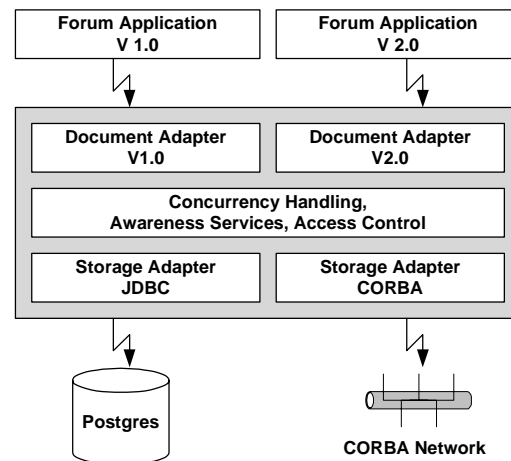 Forum Application
V 1.0
Forum Application
V 2.0
Document Adapter
V1.0
Document Adapter
V2.0
Concurrency Handling,
Awareness Services, Access Control
Storage Adapter
JDBC
Storage Adapter
CORBA
Postgres
CORBA Network